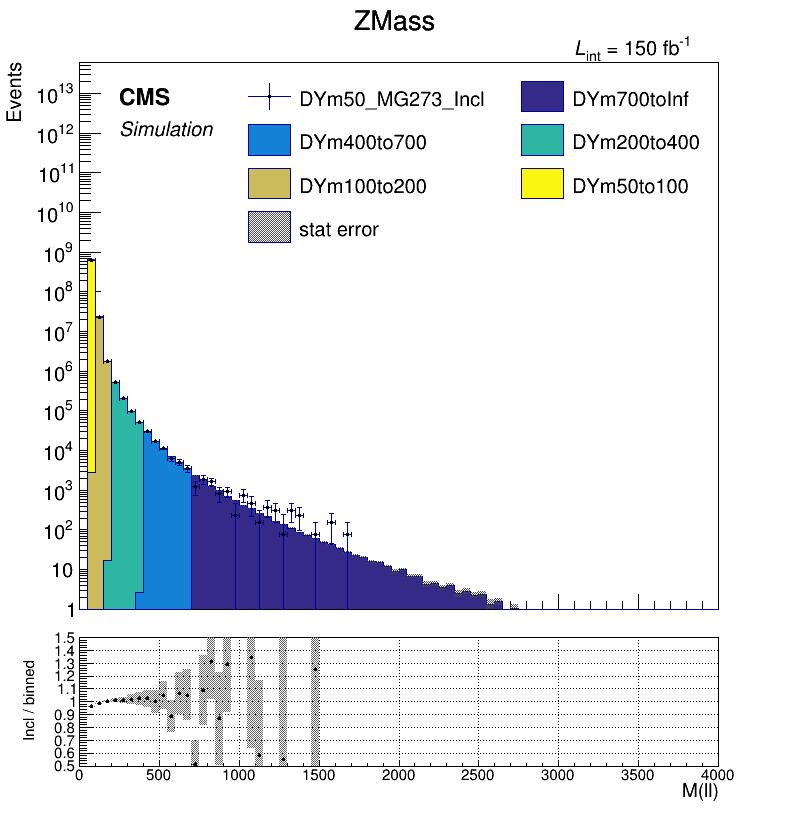 ZMass
L_int = 150 fb^-1
Events
CMS
Simulation
DYm50_MG273_Incl
DYm700toInf
DYm400to700
DYm200to400
DYm100to200
DYm50to100
stat error
10^13
10^12
10^11
10^10
10^9
10^8
10^7
10^6
10^5
10^4
10^3
10^2
10
1
Incl / binned
1.5
1.4
1.3
1.2
1.1
1
0.9
0.8
0.7
0.6
0.5
0 500 1000 1500 2000 2500 3000 3500 4000
M(ll)